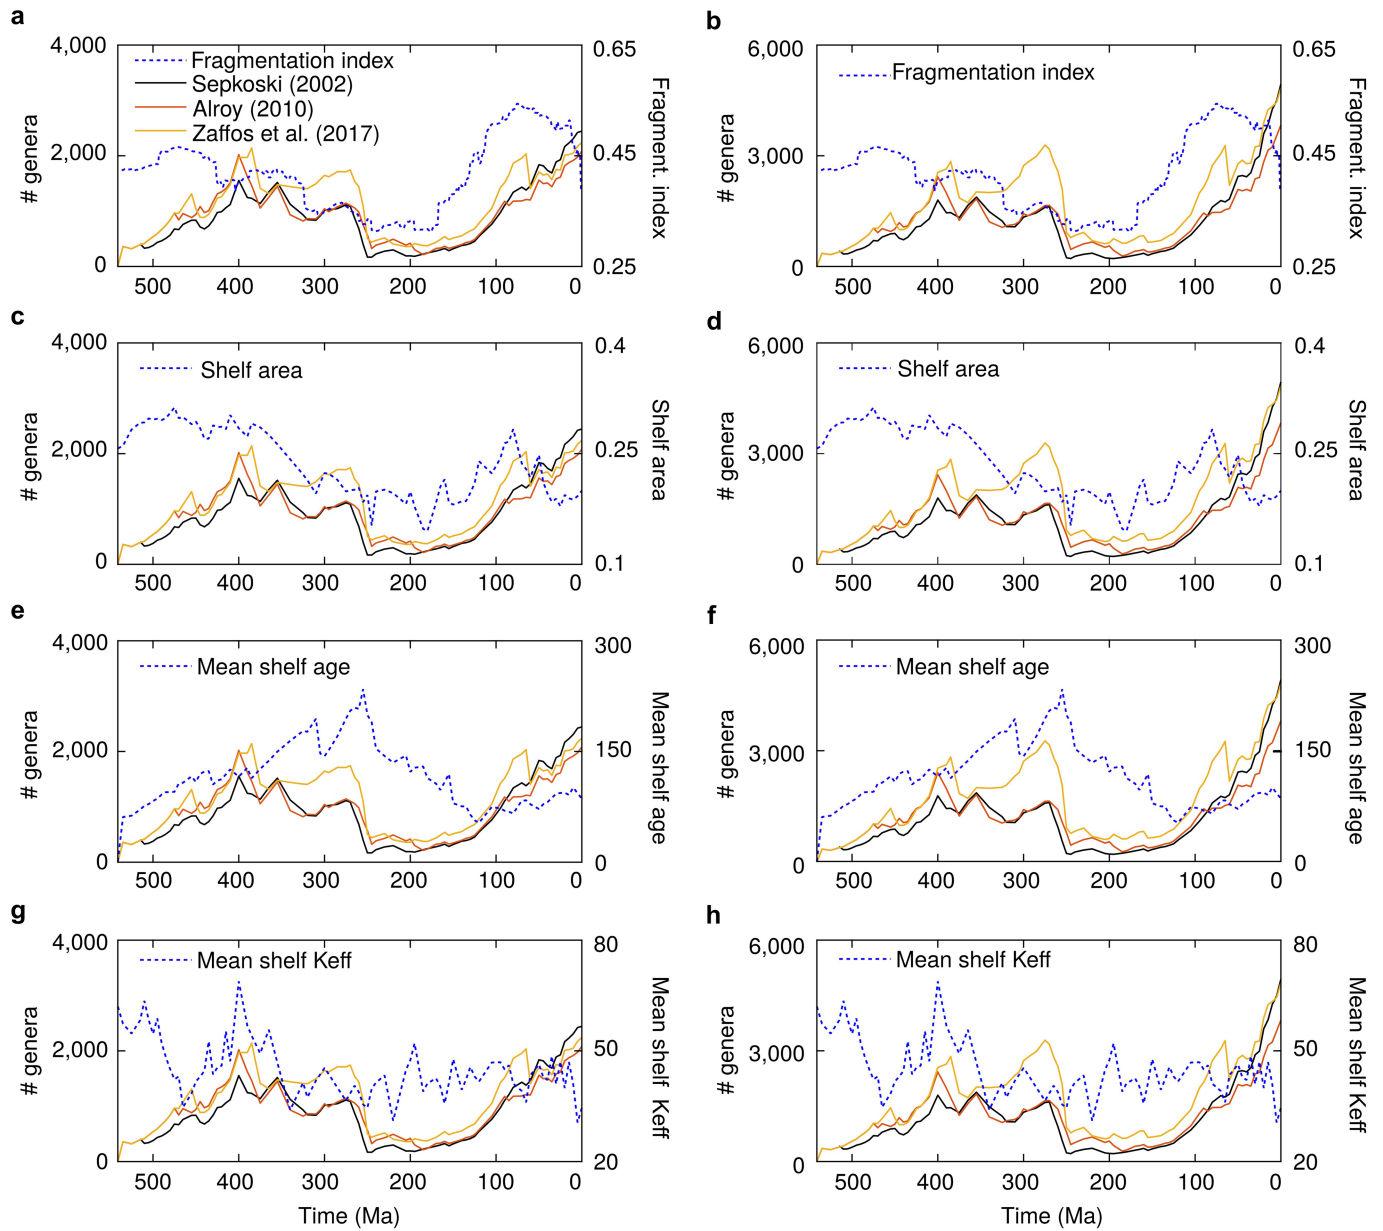 a
4,000
2,000
0
# genera
Fragmentation index
Sepkoski (2002)
Alroy (2010)
Zaffos et al. (2017)
0.65
0.45
0.25
Fragment. index
500 400 300 200 100 0
b
6,000
3,000
0
# genera
Fragmentation index
0.65
0.45
0.25
Fragment. index
500 400 300 200 100 0
c
4,000
2,000
0
# genera
Shelf area
0.4
0.25
0.1
Shelf area
500 400 300 200 100 0
d
6,000
3,000
0
# genera
Shelf area
0.4
0.25
0.1
Shelf area
500 400 300 200 100 0
e
4,000
2,000
0
# genera
Mean shelf age
300
150
0
Mean shelf age
500 400 300 200 100 0
f
6,000
3,000
0
# genera
Mean shelf age
300
150
0
Mean shelf age
500 400 300 200 100 0
g
4,000
2,000
0
# genera
Mean shelf Keff
80
50
20
Mean shelf Keff
500 400 300 200 100 0
Time (Ma)
h
6,000
3,000
0
# genera
Mean shelf Keff
80
50
20
Mean shelf Keff
500 400 300 200 100 0
Time (Ma)